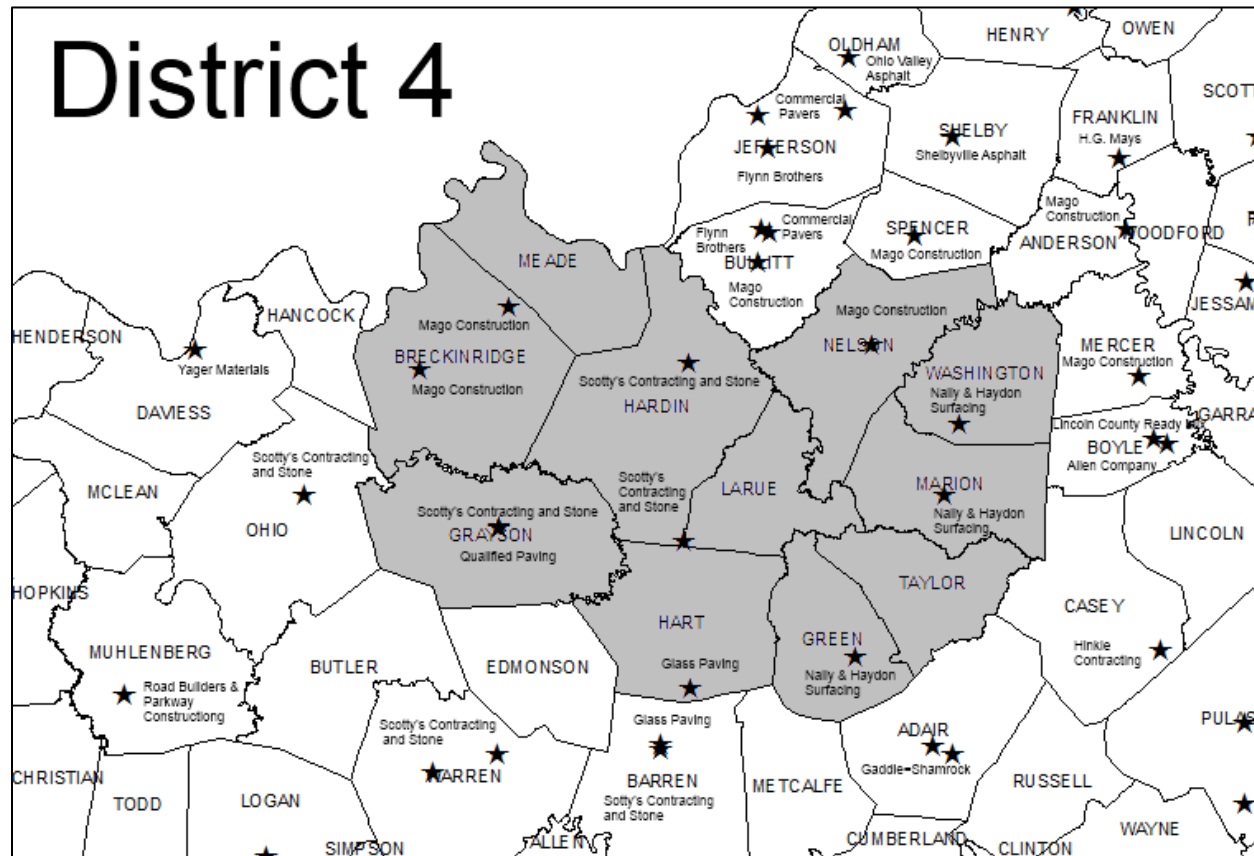 District 4
OLDHAM
Ohio Valley
Asphalt
HENRY
OWEN
SCOTT
Commercial
Pavers
JEFFERSON
Flynn Brothers
SHELBY
Shelbyville Asphalt
FRANKLIN
H.G. Mays
Mago
Construction
ANDERSON
WOODFORD
SPENCER
Mago Construction
Flynn
Brothers
Commercial
Pavers
BULLITT
Mago
Construction
JESSAM
MEADE
HANCOCK
HENDERSON
Yager Materials
DAVIESS
Mago Construction
BRECKINRIDGE
Mago Construction
Scotty's Contracting and Stone
HARDIN
Mago Construction
NELSON
WASHINGTON
Nally & Haydon
Surfacing
MERCER
Mago Construction
GARRA
Lincoln County Ready Mix
BOYLE
Allen Company
Scotty's Contracting
and Stone
MCLEAN
OHIO
Scotty's Contracting and Stone
GRAYSON
Qualified Paving
Scotty's
Contracting
and Stone
LARUE
MARION
Nally & Haydon
Surfacing
LINCOLN
HOPKINS
TAYLOR
CASEY
Hinkle
Contracting
HART
Glass Paving
GREEN
Nally & Haydon
Surfacing
MUHLENBERG
Road Builders &
Parkway
Constructiong
BUTLER
EDMONSON
Scotty's Contracting
and Stone
WARREN
Glass Paving
BARREN
Sotty's Contracting
and Stone
METCALFE
ADAIR
Gaddie=Shamrock
RUSSELL
PULAS
CHRISTIAN
TODD
LOGAN
SIMPSON
ALLEN
CUMBERLAND
CLINTON
WAYNE